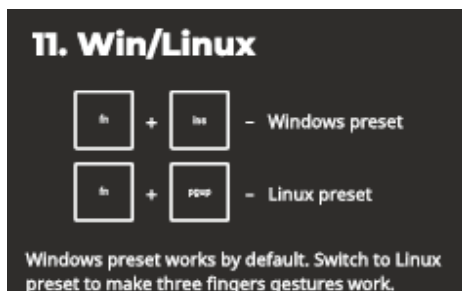 11. Win/Linux
fn + ins – Windows preset
fn + pgup – Linux preset
Windows preset works by default. Switch to Linux
preset to make three fingers gestures work.